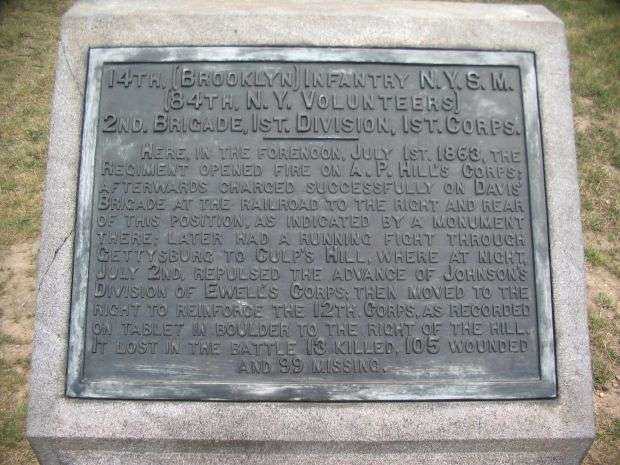 14TH. (BROOKLYN) INFANTRY N.Y.S.M.
(84TH. N.Y. VOLUNTEERS)
2ND. BRIGADE, 1ST. DIVISION, 1ST. CORPS.
HERE, IN THE FORENOON, JULY 1ST. 1863, THE
REGIMENT OPENED FIRE ON A.P. HILL'S CORPS;
AFTERWARDS CHARGED SUCCESSFULLY ON DAVIS'
BRIGADE AT THE RAILROAD TO THE RIGHT AND REAR
OF THIS POSITION, AS INDICATED BY A MONUMENT
THERE; LATER HAD A RUNNING FIGHT THROUGH
GETTYSBURG TO CULP'S HILL, WHERE AT NIGHT,
JULY 2ND, REPULSED THE ADVANCE OF JOHNSON'S
DIVISION OF EWELL'S CORPS; THEN MOVED TO THE
RIGHT TO REINFORCE THE 12TH. CORPS, AS RECORDED
ON TABLET IN BOULDER TO THE RIGHT OF THE HILL.
IT LOST IN THE BATTLE 13 KILLED, 105 WOUNDED
AND 99 MISSING.